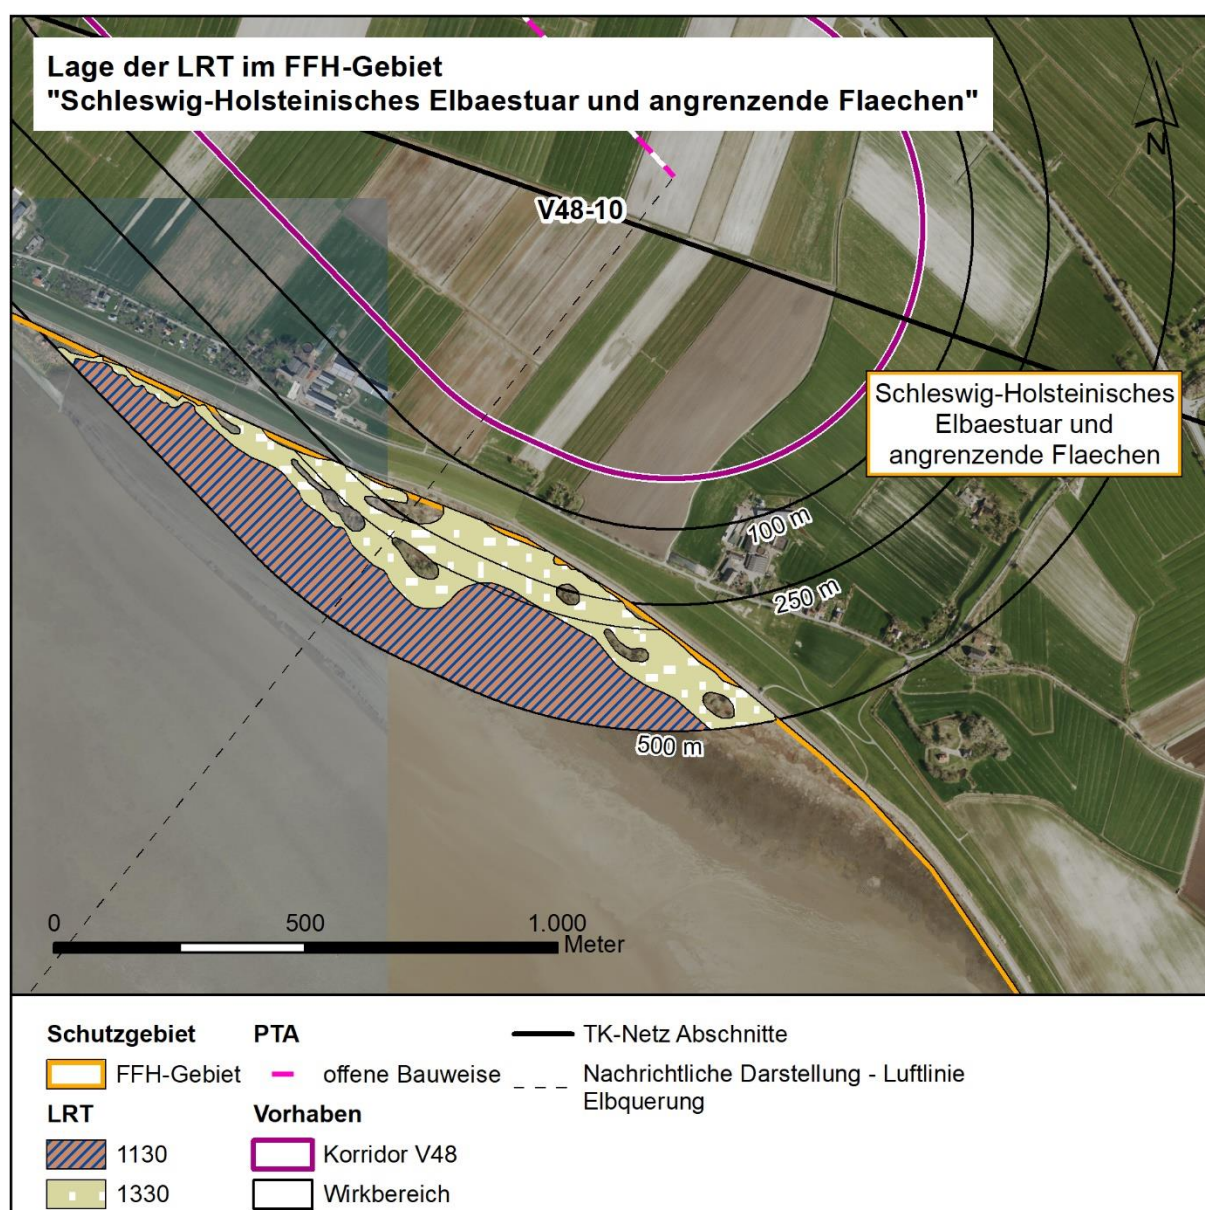 Lage der LRT im FFH-Gebiet
"Schleswig-Holsteinisches Elbaestuar und angrenzende Flaechen"
N
V48-10
Schleswig-Holsteinisches
Elbaestuar und
angrenzende Flaechen
100 m
250 m
500 m
0 500 1.000
Meter
Schutzgebiet
FFH-Gebiet
LRT
1130
1330
PTA
offene Bauweise
Vorhaben
Korridor V48
Wirkbereich
TK-Netz Abschnitte
Nachrichtliche Darstellung - Luftlinie
Elbquerung